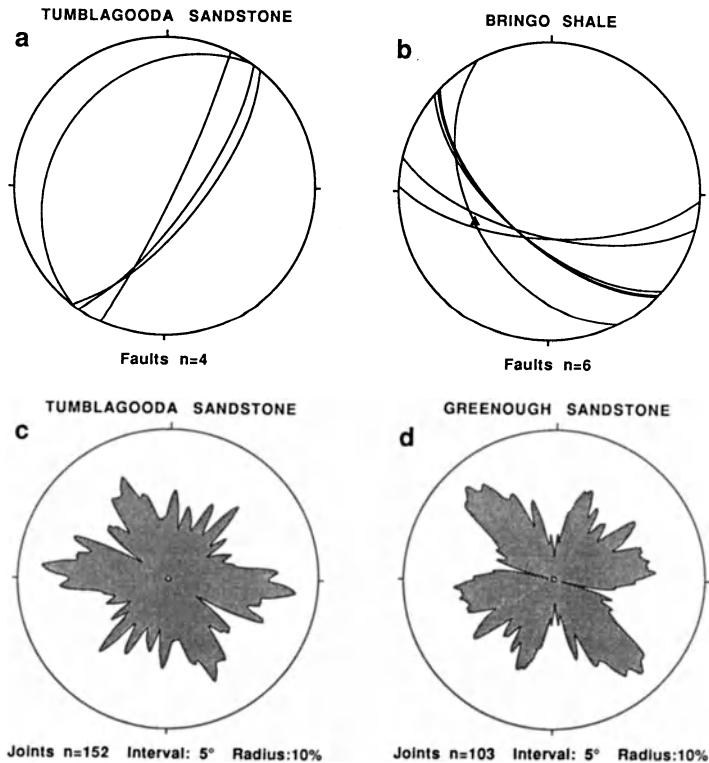 TUMBLAGOODA SANDSTONE
a
Faults n=4
BRINGO SHALE
b
Faults n=6
TUMBLAGOODA SANDSTONE
c
Joints n=152 Interval: 5° Radius:10%
GREENOUGH SANDSTONE
d
Joints n=103 Interval: 5° Radius:10%